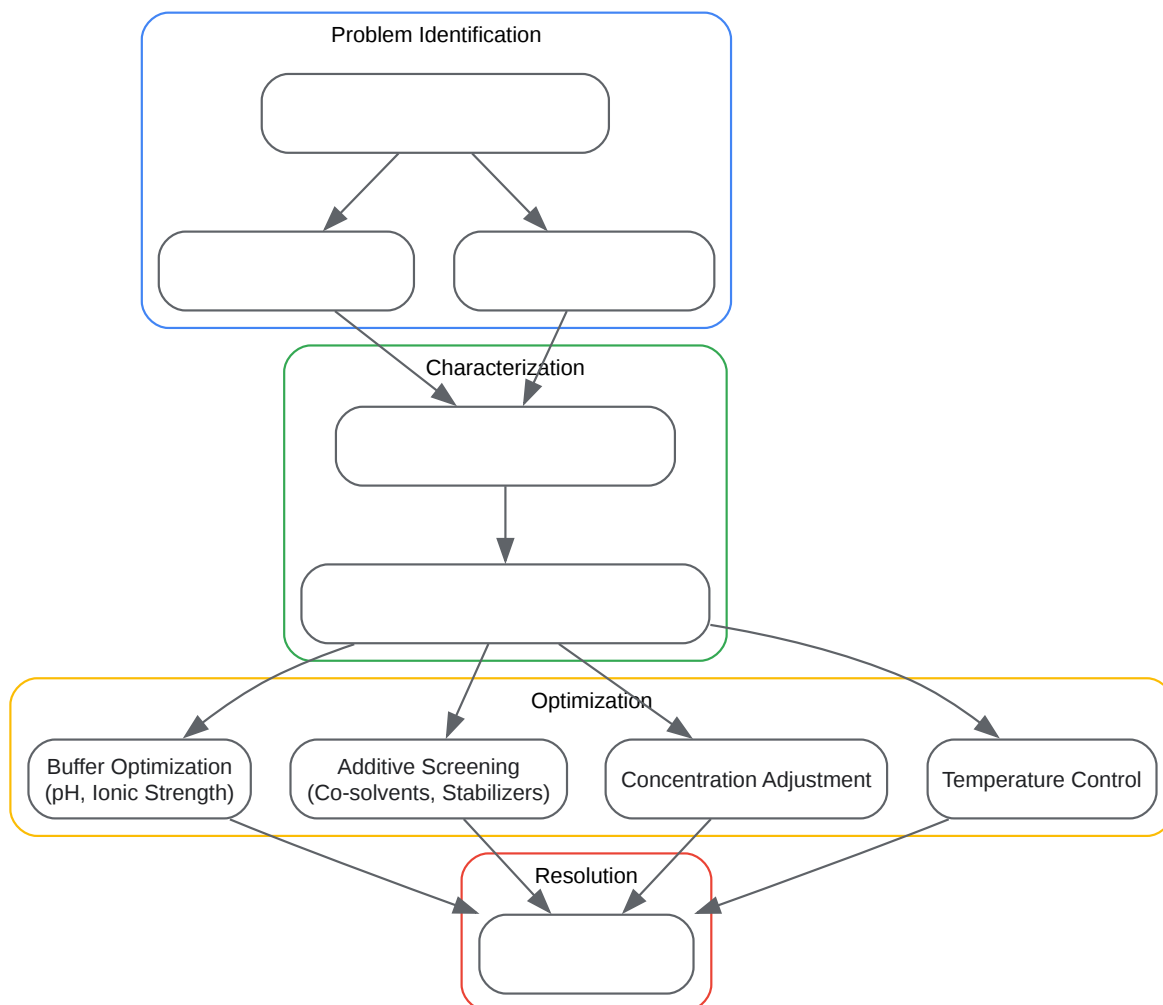 Problem Identification
Characterization
Optimization
Buffer Optimization
(pH, Ionic Strength)
Additive Screening
(Co-solvents, Stabilizers)
Concentration Adjustment
Temperature Control
Resolution